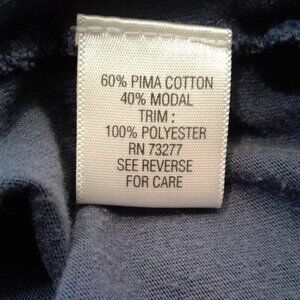 60% PIMA COTTON
40% MODAL
TRIM :
100% POLYESTER
RN 73277
SEE REVERSE
FOR CARE